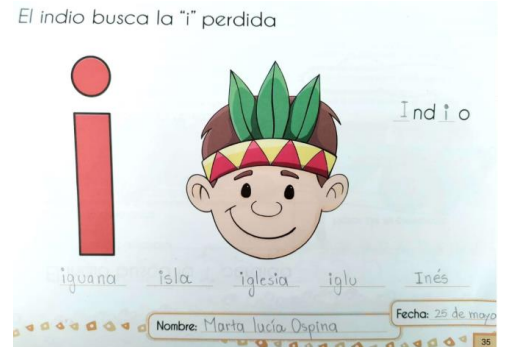 El indio busca la "i" perdida
i
Indio
iguana isla iglesia iglu Inés
Nombre: Marta lucía Ospina
Fecha: 25 de mayo
35